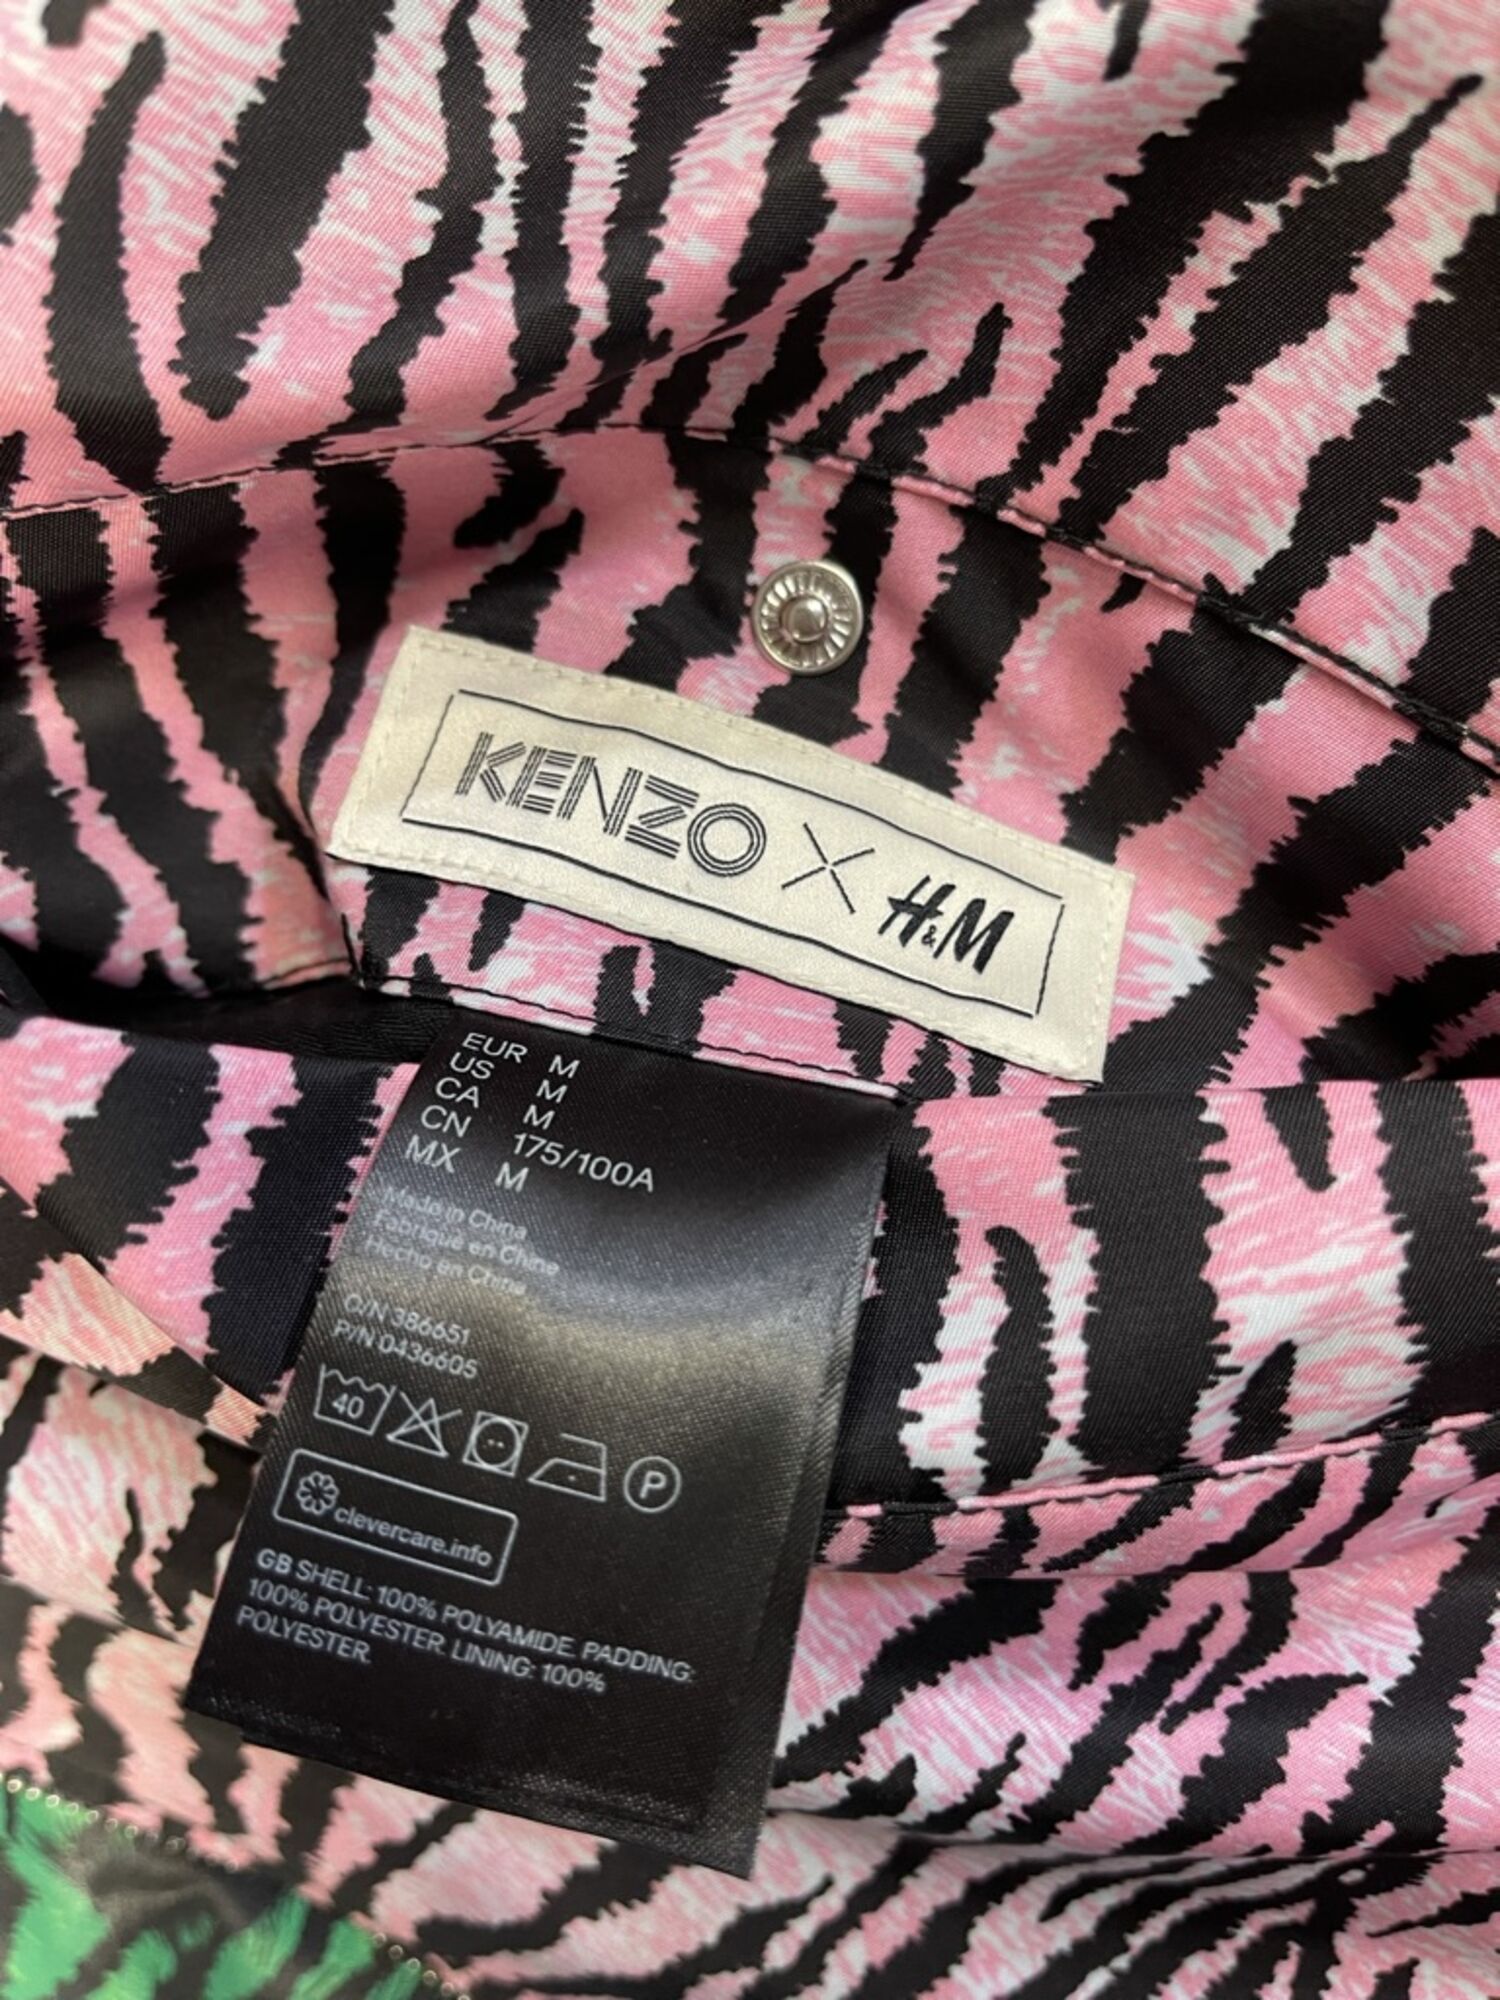 KENZO X H&M
EUR M
US M
CA M
CN 175/100A
MX M
Made in China
Fabriqué en Chine
Hecho en China
O/N 386651
P/N 0436605
40
P
clevercare.info
GB SHELL: 100% POLYAMIDE. PADDING:
100% POLYESTER. LINING: 100%
POLYESTER.